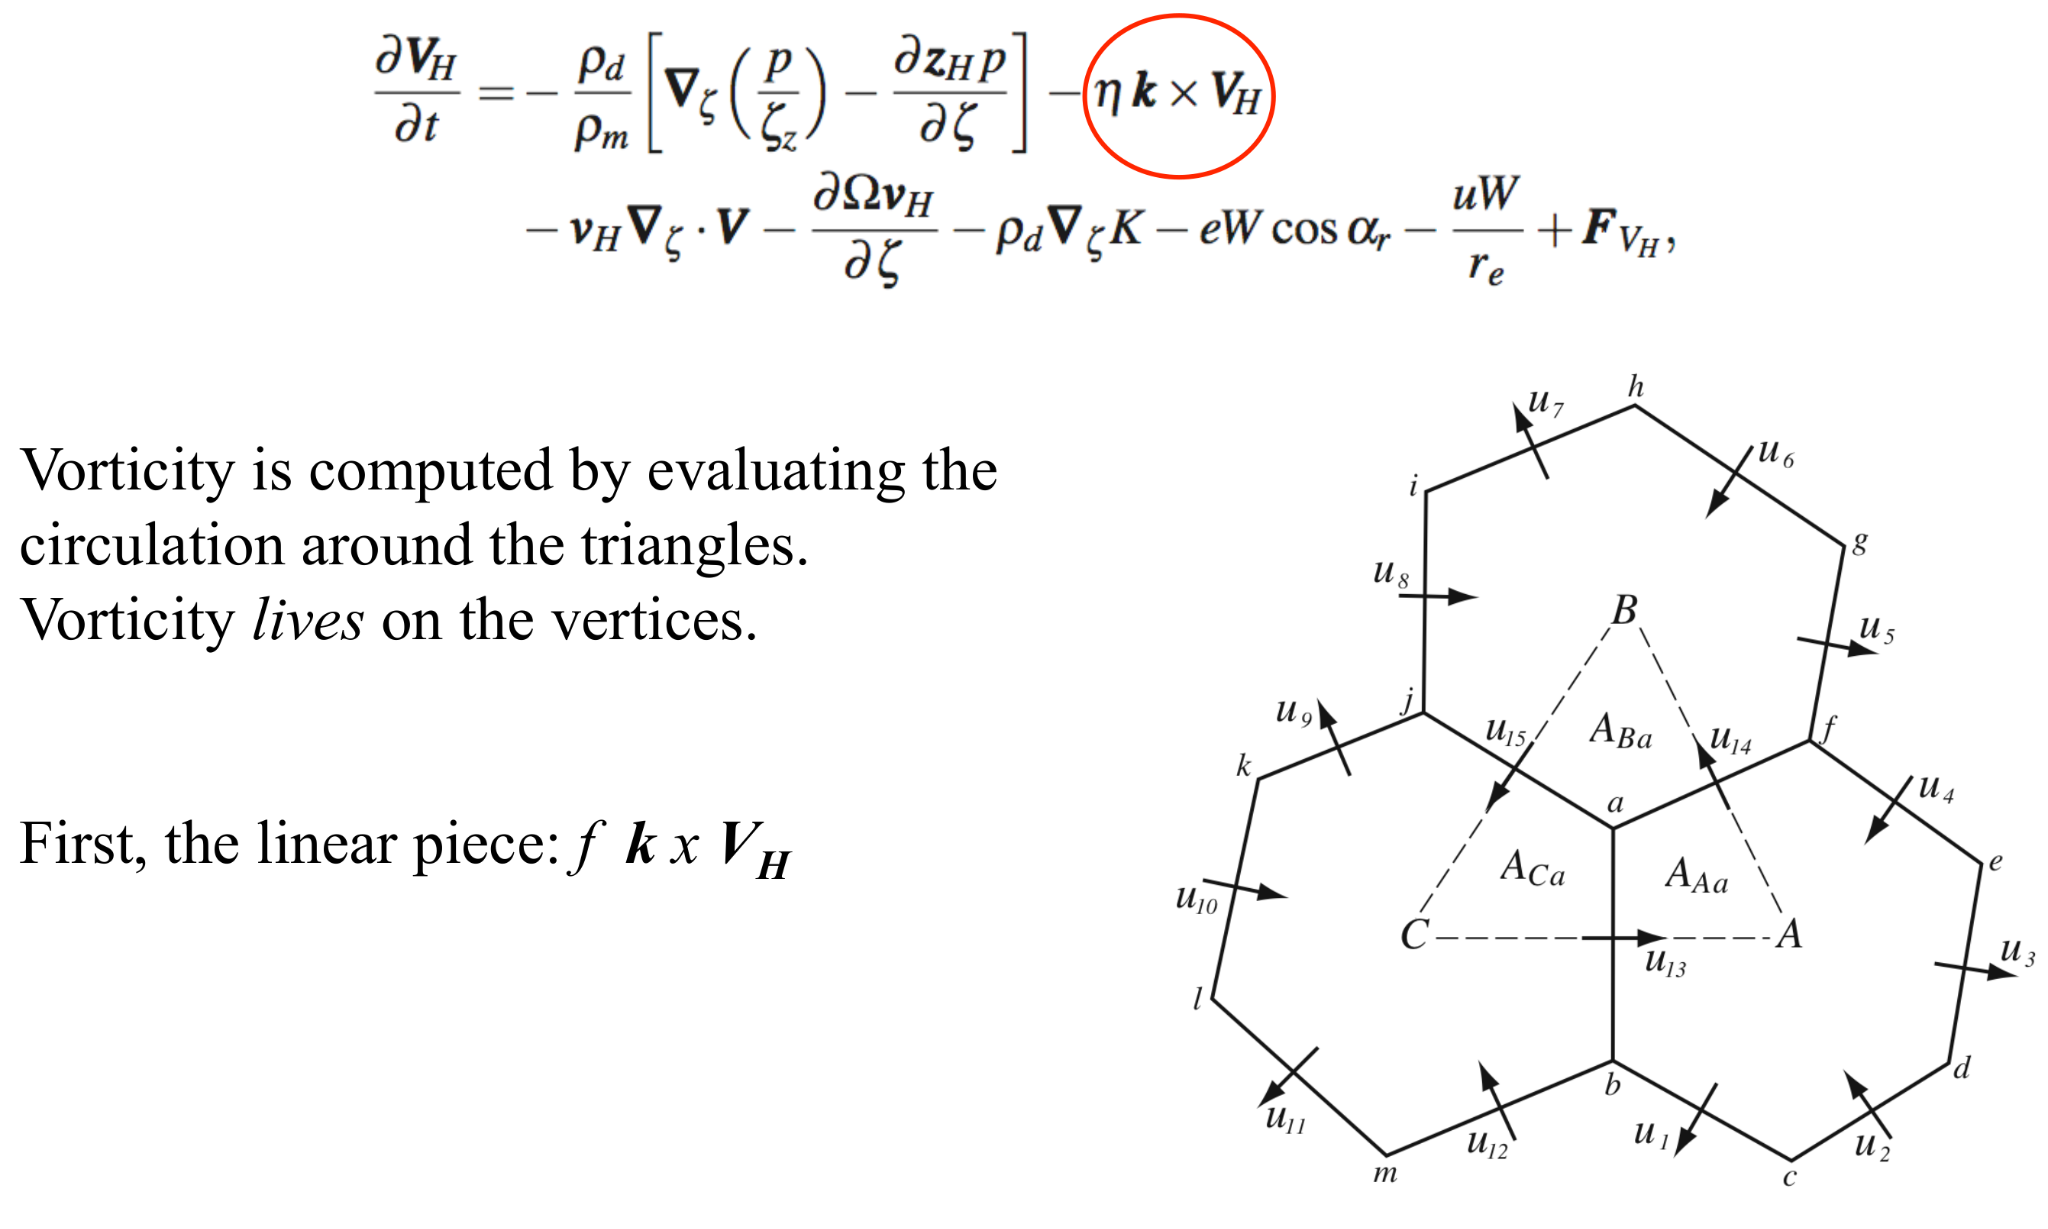 ∂V_H/∂t = − ρ_d/ρ_m [∇_ζ (p/ζ_z) − ∂z_H p/∂ζ] − η k × V_H
− v_H ∇_ζ · V − ∂Ωv_H/∂ζ − ρ_d ∇_ζ K − eW cos α_r − uW/r_e + F_{V_H},
Vorticity is computed by evaluating the
circulation around the triangles.
Vorticity lives on the vertices.
First, the linear piece: f k x V_H
h
u_7
u_6
i
g
u_8
B
u_5
j
u_9
u_15
A_Ba
u_14
f
k
a
u_4
A_Ca
A_Aa
e
u_10
C
A
u_13
u_3
l
b
d
u_11
u_12
u_1
u_2
m
c